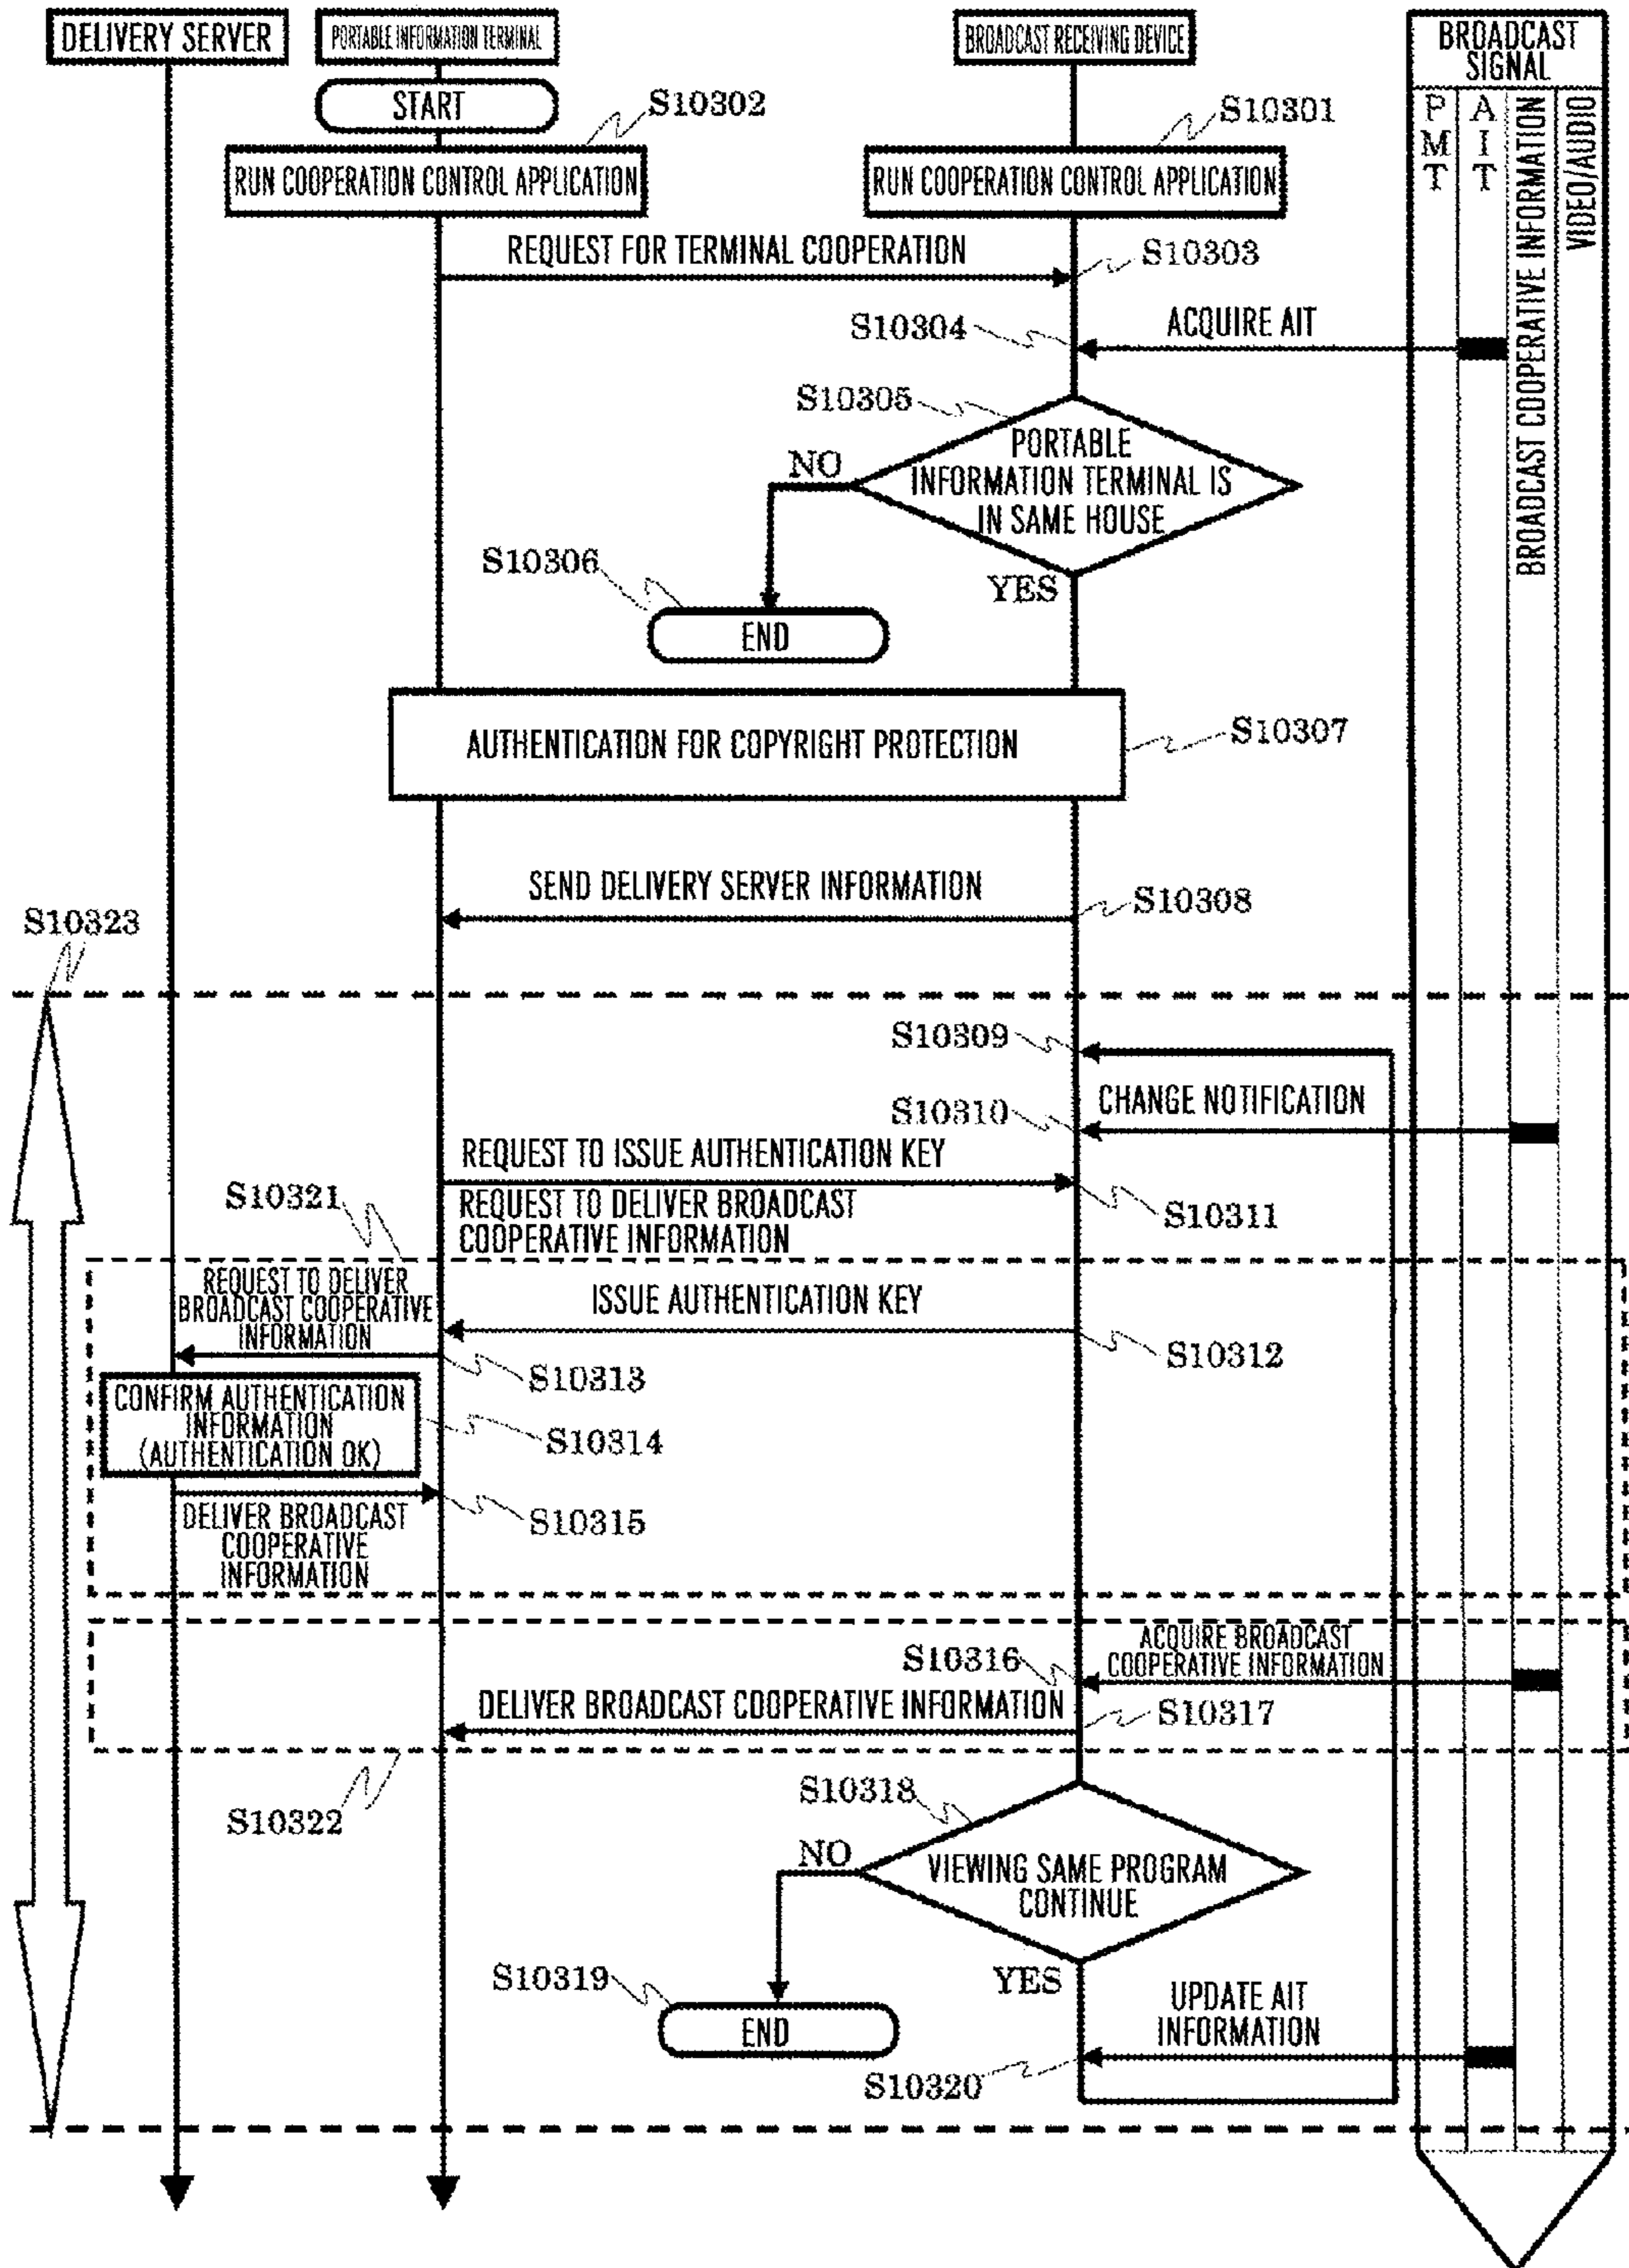 DELIVERY SERVER
PORTABLE INFORMATION TERMINAL
BROADCAST RECEIVING DEVICE
BROADCAST
SIGNAL
PMT
AIT
BROADCAST COOPERATIVE INFORMATION
VIDEO/AUDIO
START
S10302
S10301
RUN COOPERATION CONTROL APPLICATION
RUN COOPERATION CONTROL APPLICATION
REQUEST FOR TERMINAL COOPERATION
S10303
S10304
ACQUIRE AIT
S10305
PORTABLE
INFORMATION TERMINAL IS
IN SAME HOUSE
NO
YES
S10306
END
AUTHENTICATION FOR COPYRIGHT PROTECTION
S10307
SEND DELIVERY SERVER INFORMATION
S10308
S10323
S10309
CHANGE NOTIFICATION
S10310
REQUEST TO ISSUE AUTHENTICATION KEY
REQUEST TO DELIVER BROADCAST
COOPERATIVE INFORMATION
S10311
S10321
REQUEST TO DELIVER
BROADCAST COOPERATIVE
INFORMATION
ISSUE AUTHENTICATION KEY
S10312
S10313
CONFIRM AUTHENTICATION
INFORMATION
(AUTHENTICATION OK)
S10314
DELIVER BROADCAST
COOPERATIVE
INFORMATION
S10315
ACQUIRE BROADCAST
COOPERATIVE INFORMATION
S10316
DELIVER BROADCAST COOPERATIVE INFORMATION
S10317
S10322
S10318
VIEWING SAME PROGRAM
CONTINUE
NO
YES
S10319
END
UPDATE AIT
INFORMATION
S10320